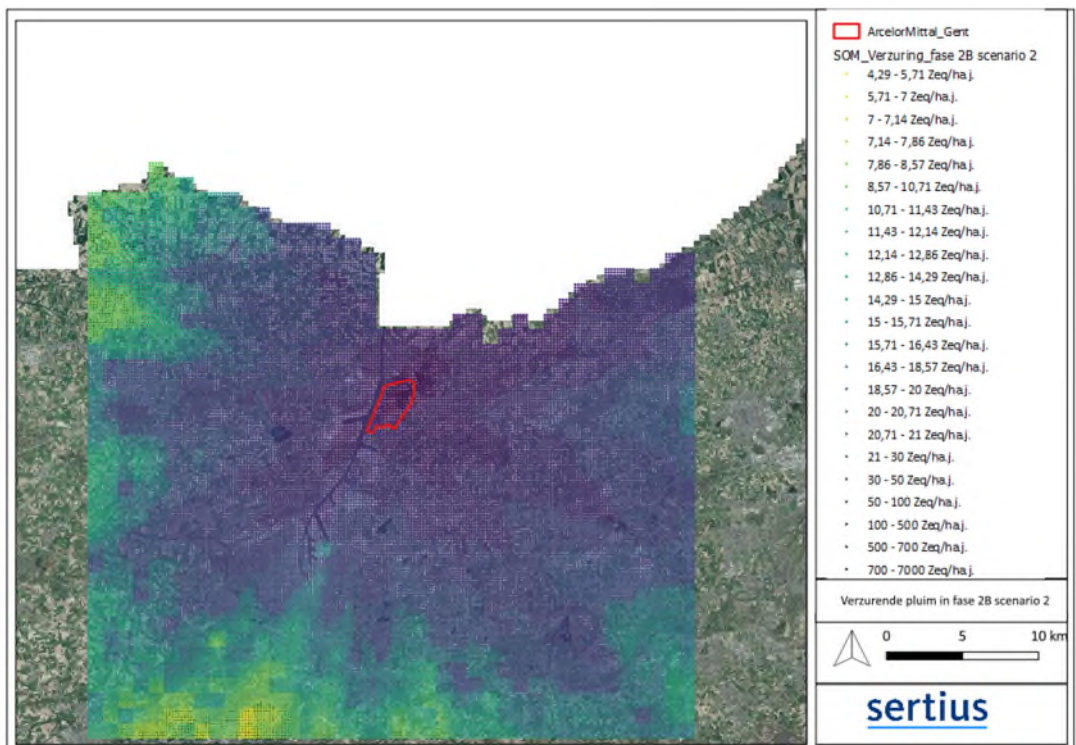 ArcelorMittal_Gent
SOM_Verzuring_fase 2B scenario 2
4,29 - 5,71 Zeq/ha.j.
5,71 - 7 Zeq/ha.j.
7 - 7,14 Zeq/ha.j.
7,14 - 7,86 Zeq/ha.j.
7,86 - 8,57 Zeq/ha.j.
8,57 - 10,71 Zeq/ha.j.
10,71 - 11,43 Zeq/ha.j.
11,43 - 12,14 Zeq/ha.j.
12,14 - 12,86 Zeq/ha.j.
12,86 - 14,29 Zeq/ha.j.
14,29 - 15 Zeq/ha.j.
15 - 15,71 Zeq/ha.j.
15,71 - 16,43 Zeq/ha.j.
16,43 - 18,57 Zeq/ha.j.
18,57 - 20 Zeq/ha.j.
20 - 20,71 Zeq/ha.j.
20,71 - 21 Zeq/ha.j.
21 - 30 Zeq/ha.j.
30 - 50 Zeq/ha.j.
50 - 100 Zeq/ha.j.
100 - 500 Zeq/ha.j.
500 - 700 Zeq/ha.j.
700 - 7000 Zeq/ha.j.
Verzurende pluim in fase 2B scenario 2
0 5 10 km
sertius